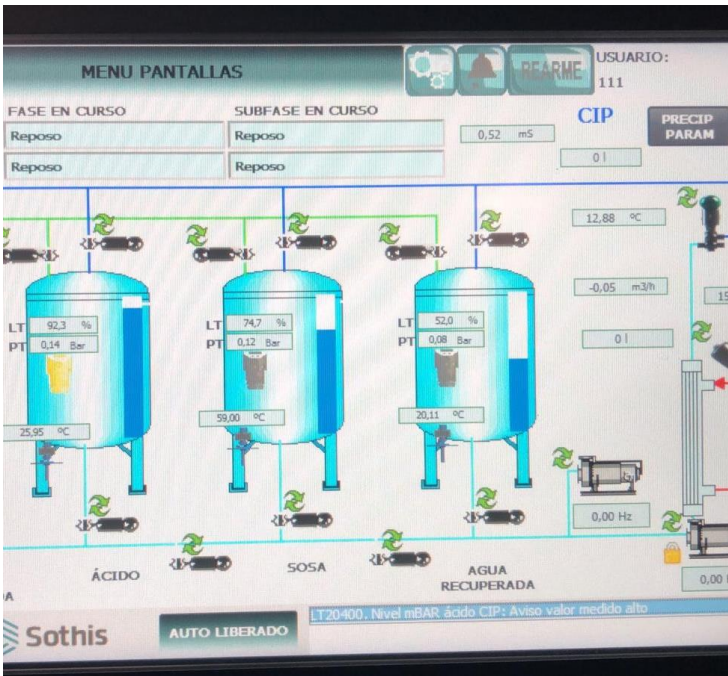 MENU PANTALLAS
REARME
USUARIO:
111
FASE EN CURSO
SUBFASE EN CURSO
CIP
PRECIP
PARAM
Reposo
Reposo
0,52 mS
Reposo
Reposo
0 l
12,88 ºC
-0,05 m3/h
0 l
LT 92,3 %
PT 0,14 Bar
25,95 ºC
LT 74,7 %
PT 0,12 Bar
59,00 ºC
LT 52,0 %
PT 0,08 Bar
20,11 ºC
0,00 Hz
0,00
ÁCIDO
SOSA
AGUA
RECUPERADA
Sothis
AUTO LIBERADO
LT20400. Nivel mBAR ácido CIP: Aviso valor medido alto